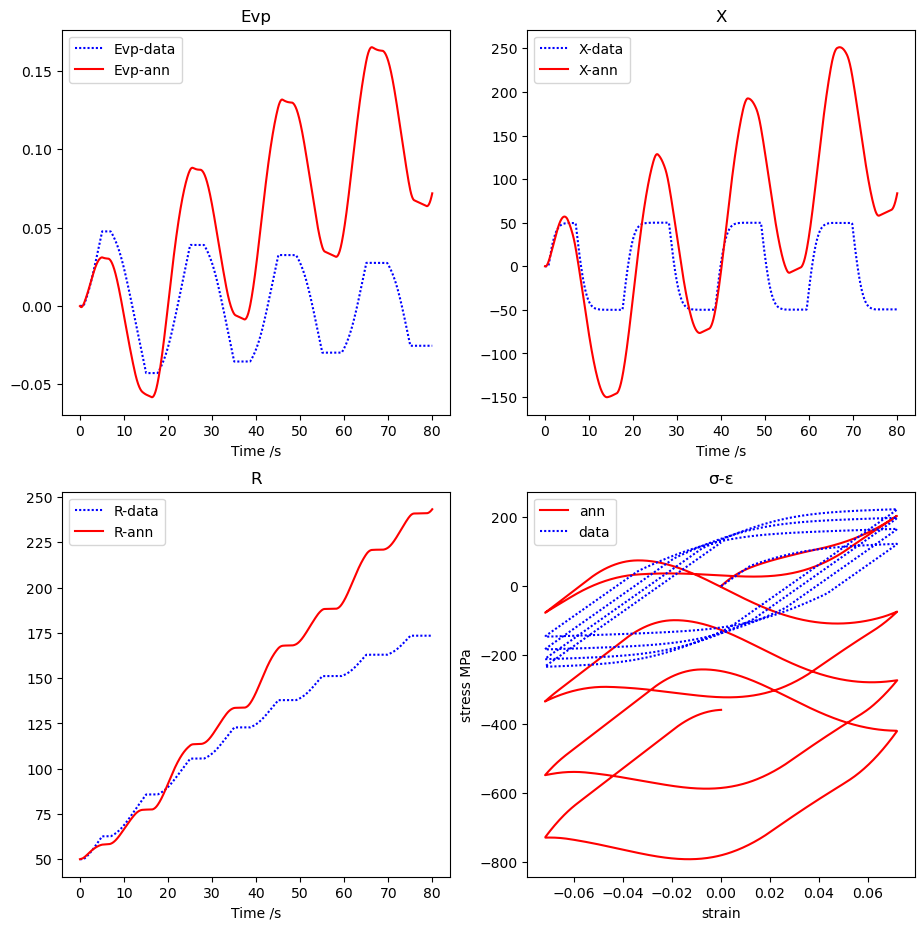 Evp
Evp-data
Evp-ann
0.15
0.10
0.05
0.00
−0.05
0 10 20 30 40 50 60 70 80
Time /s
X
X-data
X-ann
250
200
150
100
50
0
−50
−100
−150
0 10 20 30 40 50 60 70 80
Time /s
R
R-data
R-ann
250
225
200
175
150
125
100
75
50
0 10 20 30 40 50 60 70 80
Time /s
σ-ε
ann
data
200
0
−200
−400
−600
−800
stress MPa
−0.06 −0.04 −0.02 0.00 0.02 0.04 0.06
strain